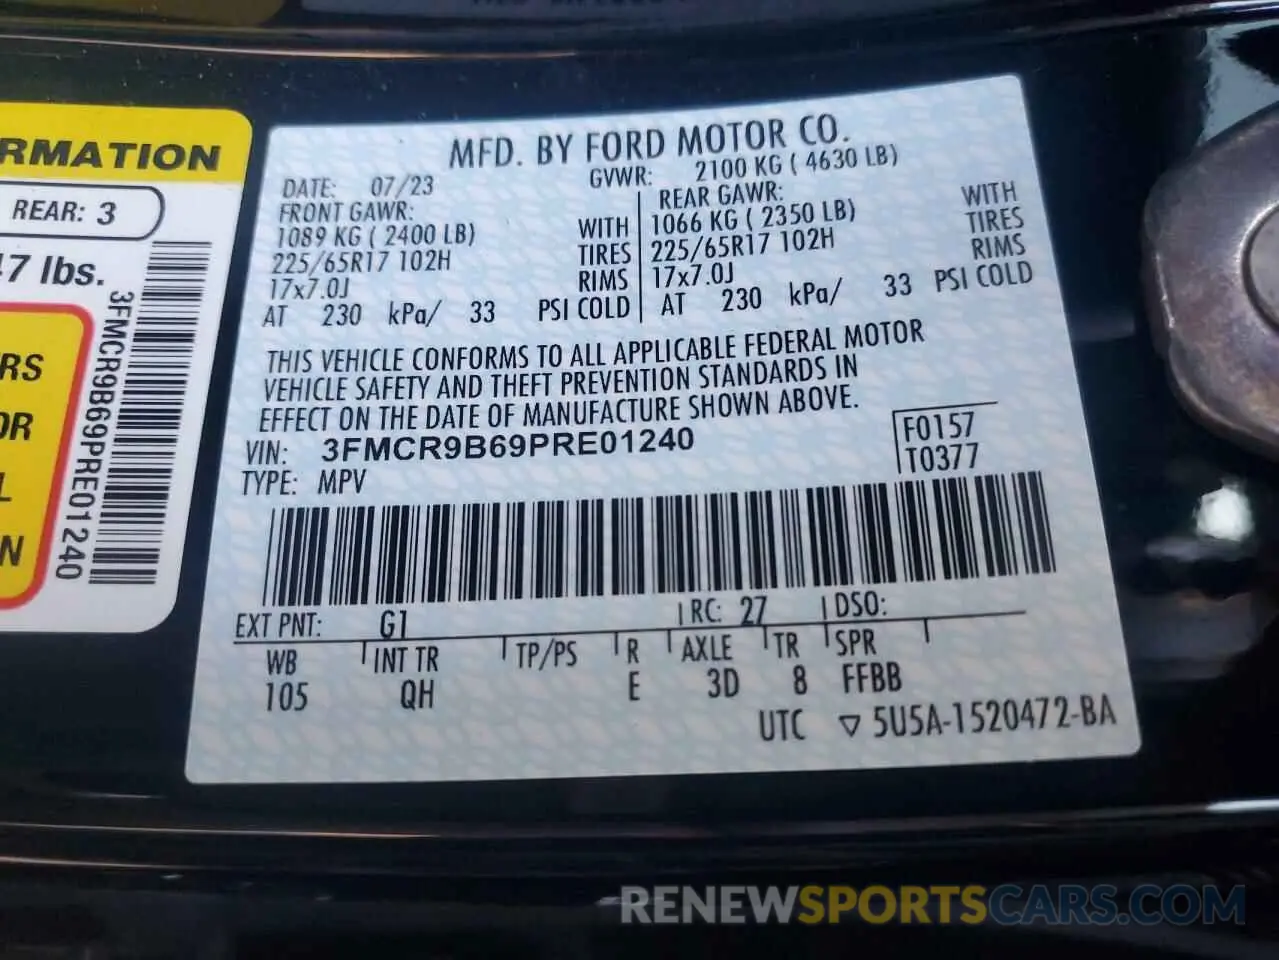 RMATION
REAR: 3
47 lbs.
RS
OR
L
N
3FMCR9B69PRE01240
MFD. BY FORD MOTOR CO.
DATE: 07/23 GVWR: 2100 KG ( 4630 LB)
FRONT GAWR: REAR GAWR:
1089 KG ( 2400 LB) WITH 1066 KG ( 2350 LB) WITH
225/65R17 102H TIRES 225/65R17 102H TIRES
17x7.0J RIMS 17x7.0J RIMS
AT 230 kPa/ 33 PSI COLD AT 230 kPa/ 33 PSI COLD
THIS VEHICLE CONFORMS TO ALL APPLICABLE FEDERAL MOTOR
VEHICLE SAFETY AND THEFT PREVENTION STANDARDS IN
EFFECT ON THE DATE OF MANUFACTURE SHOWN ABOVE.
VIN: 3FMCR9B69PRE01240 F0157
TYPE: MPV T0377
EXT PNT: G1 RC: 27 DSO:
WB INT TR TP/PS R AXLE TR SPR
105 QH E 3D 8 FFBB
UTC ▽ 5U5A-1520472-BA
RENEWSPORTSCARS.COM